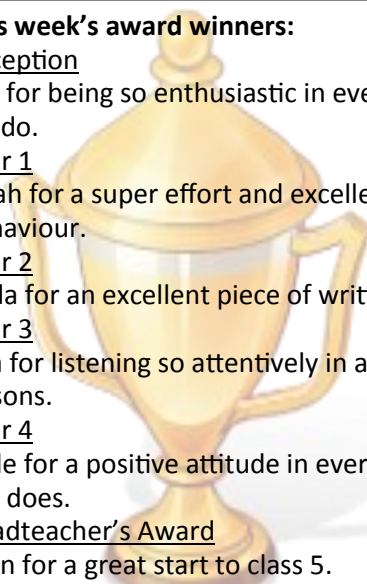 s week's award winners:
ception
for being so enthusiastic in eve
do.
r 1
ah for a super effort and excelle
haviour.
r 2
la for an excellent piece of writ
r 3
n for listening so attentively in a
sons.
r 4
le for a positive attitude in ever
does.
adteacher's Award
n for a great start to class 5.